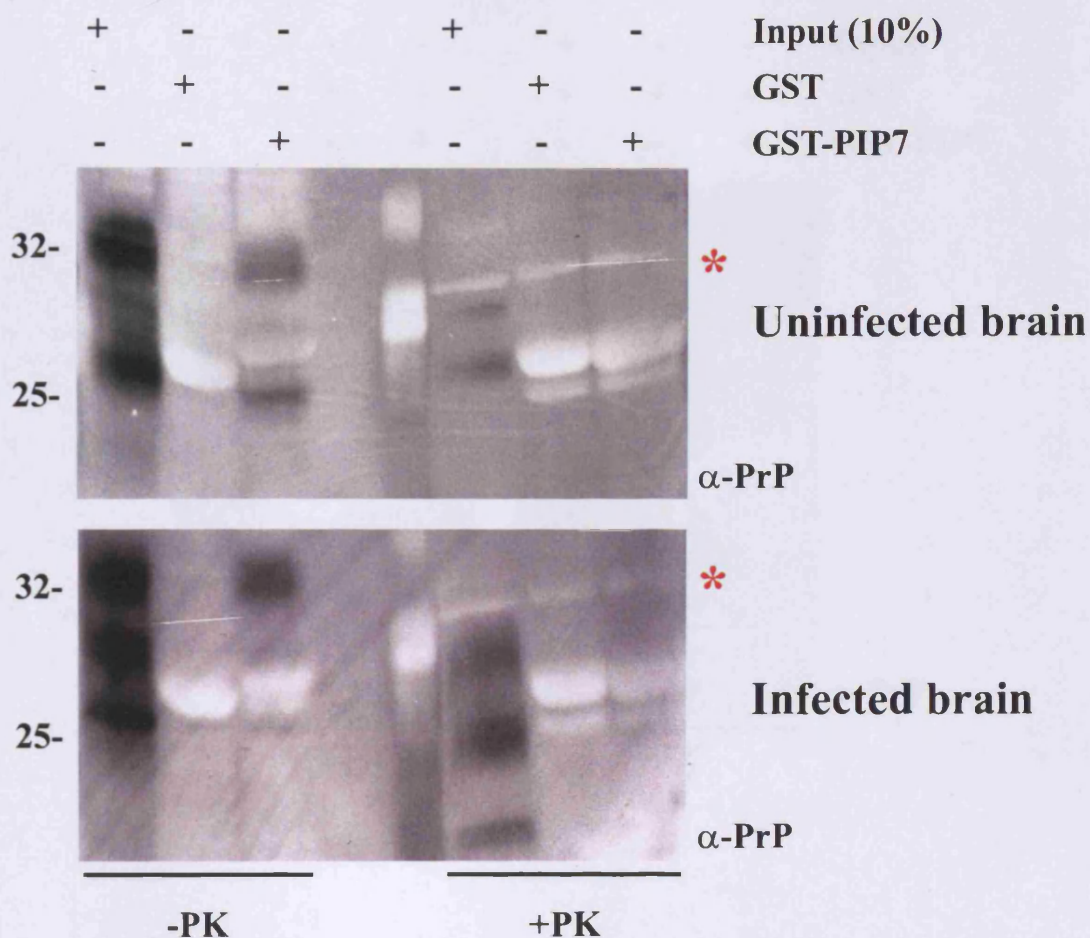 + - - + - - Input (10%)
- + - - + - GST
- - + - - + GST-PIP7
32-
*
Uninfected brain
25-
α-PrP
32-
*
Infected brain
25-
α-PrP
-PK +PK